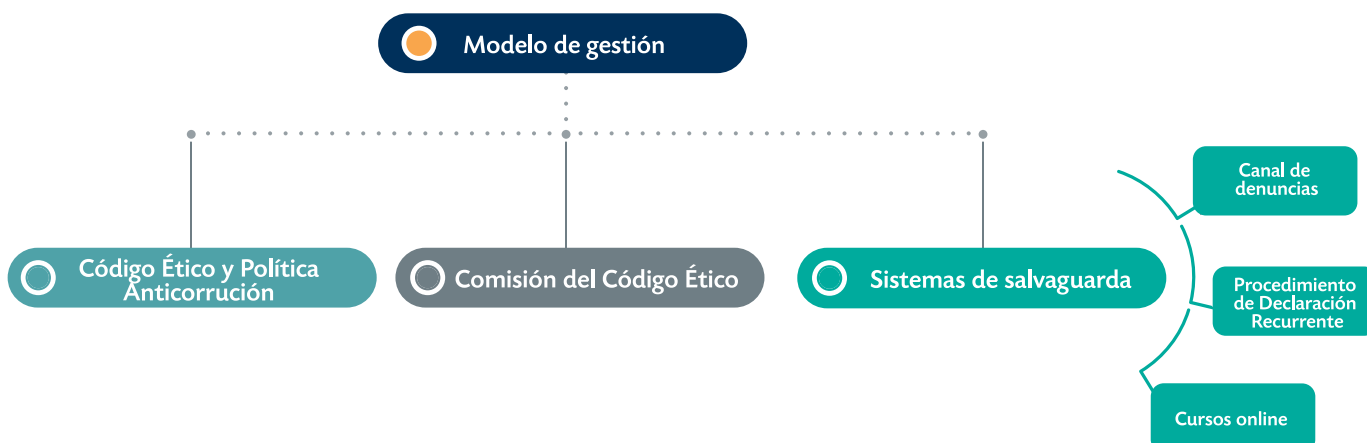 Modelo de gestión
Código Ético y Política
Anticorrución
Comisión del Código Ético
Sistemas de salvaguarda
Canal de
denuncias
Procedimiento
de Declaración
Recurrente
Cursos online